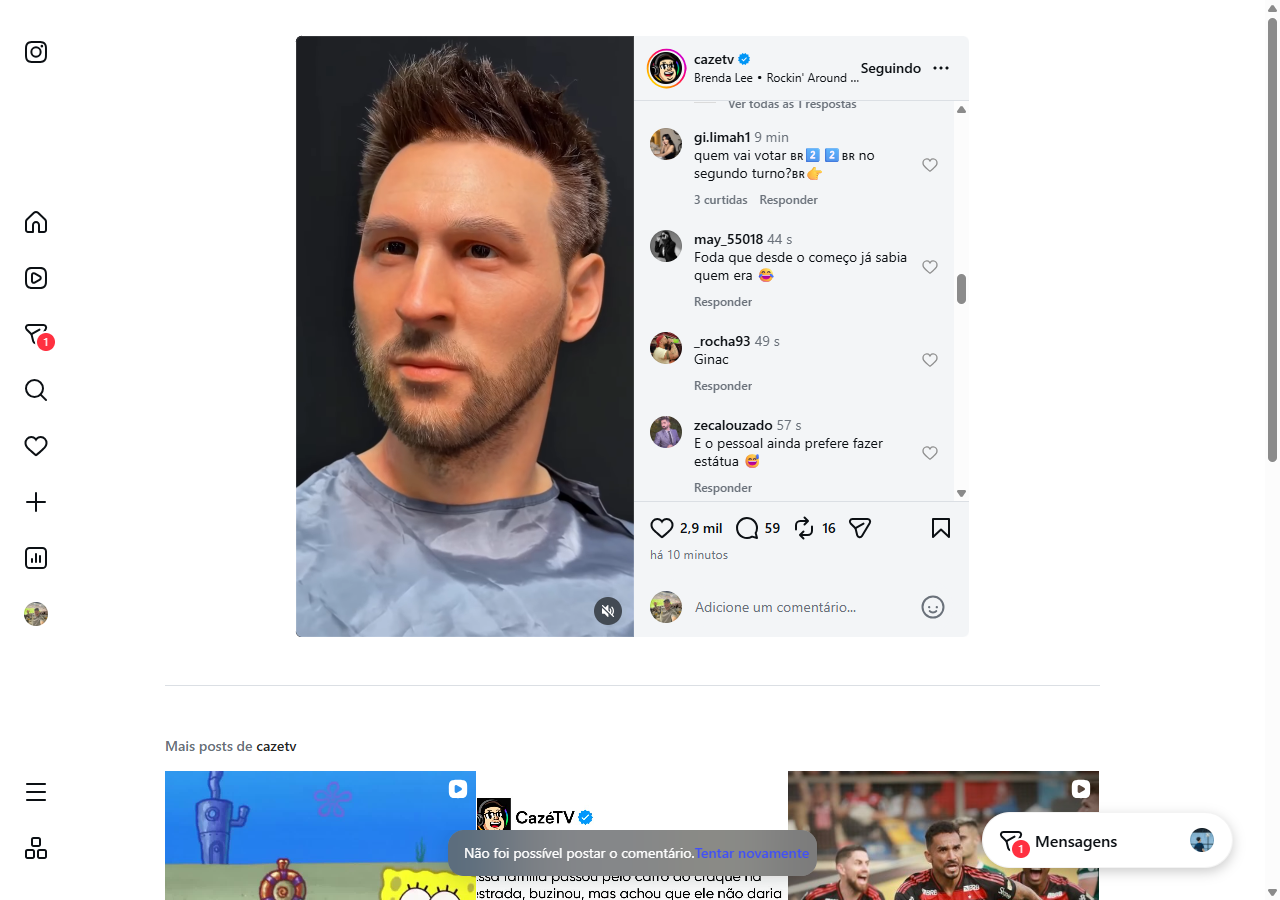 cazetv
Brenda Lee • Rockin' Around ...
Seguindo
Ver todas as 1 respostas
gi.limah1 9 min
quem vai votar 🇧🇷2️⃣ 2️⃣🇧🇷 no
segundo turno?🇧🇷👉
3 curtidas Responder
may_55018 44 s
Foda que desde o começo já sabia
quem era 😂
Responder
_rocha93 49 s
Ginac
Responder
zecalouzado 57 s
E o pessoal ainda prefere fazer
estátua 😅
Responder
2,9 mil 59 16
há 10 minutos
Adicione um comentário...
1
Mais posts de cazetv
CazéTV
Não foi possível postar o comentário.Tentar novamente
essa família passou pelo carro do craque na
estrada, buzinou, mas achou que ele não daria
1
Mensagens